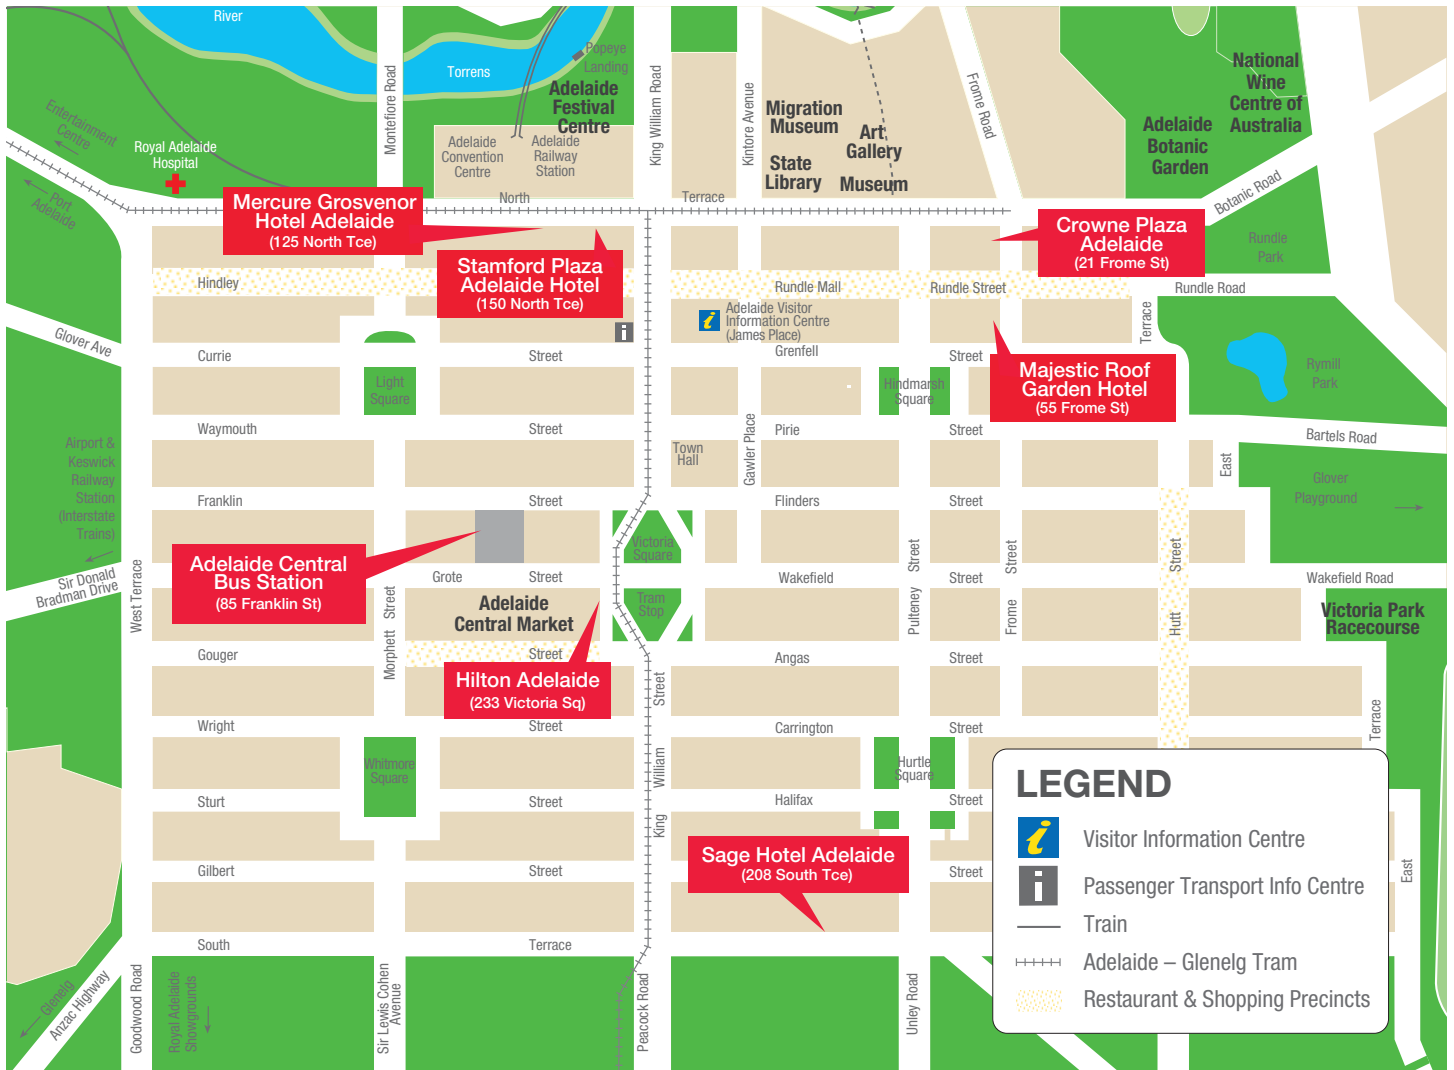 River
Torrens
Popeye
Landing
Adelaide
Festival
Centre
Entertainment
Centre
Royal Adelaide
Hospital
Port
Adelaide
Montefiore Road
Adelaide
Convention
Centre
Adelaide
Railway
Station
King William Road
Kintore Avenue
Migration
Museum
Art
Gallery
State
Library
Museum
Frome Road
National
Wine
Centre of
Australia
Adelaide
Botanic
Garden
Botanic Road
North
Terrace
Mercure Grosvenor
Hotel Adelaide
(125 North Tce)
Stamford Plaza
Adelaide Hotel
(150 North Tce)
Crowne Plaza
Adelaide
(21 Frome St)
Rundle
Park
Hindley
Rundle Mall
Rundle Street
Rundle Road
i
i
Adelaide Visitor
Information Centre
(James Place)
Terrace
Glover Ave
Currie
Street
Grenfell
Street
Light
Square
Hindmarsh
Square
Majestic Roof
Garden Hotel
(55 Frome St)
Rymill
Park
Waymouth
Street
Pirie
Street
Bartels Road
Airport &
Keswick
Railway
Station
(Interstate
Trains)
Town
Hall
Gawler Place
East
Glover
Playground
Franklin
Street
Flinders
Street
Victoria
Square
Adelaide Central
Bus Station
(85 Franklin St)
Sir Donald
Bradman Drive
West Terrace
Grote
Street
Wakefield
Street
Wakefield Road
Morphett
Street
Adelaide
Central Market
Tram
Stop
Pulteney
Street
Frome
Street
Hutt
Street
Victoria Park
Racecourse
Gouger
Street
Angas
Street
Hilton Adelaide
(233 Victoria Sq)
Street
William
King
Wright
Street
Carrington
Street
Terrace
Whitmore
Square
Hurtle
Square
Sturt
Street
Halifax
Street
Sage Hotel Adelaide
(208 South Tce)
Gilbert
Street
Street
East
South
Terrace
Glenelg
Anzac Highway
Goodwood Road
Royal Adelaide
Showgrounds
Sir Lewis Cohen
Avenue
Peacock Road
Unley Road
LEGEND
i
Visitor Information Centre
i
Passenger Transport Info Centre
Train
Adelaide – Glenelg Tram
Restaurant & Shopping Precincts